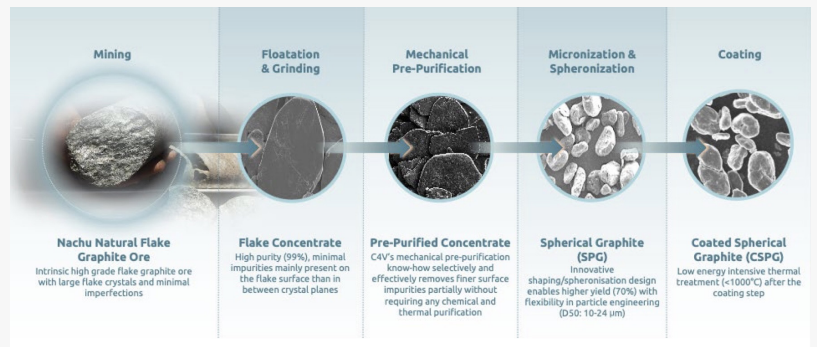 Mining
Floatation
& Grinding
Mechanical
Pre-Purification
Micronization &
Spheronization
Coating
Nachu Natural Flake
Graphite Ore
Intrinsic high grade flake graphite ore
with large flake crystals and minimal
imperfections
Flake Concentrate
High purity (99%), minimal
impurities mainly present on
the flake surface than in
between crystal planes
Pre-Purified Concentrate
C4V's mechanical pre-purification
know-how selectively and
effectively removes finer surface
impurities partially without
requiring any chemical and
thermal purification
Spherical Graphite
(SPG)
Innovative
shaping/spheronisation design
enables higher yield (70%) with
flexibility in particle engineering
(D50: 10-24 μm)
Coated Spherical
Graphite (CSPG)
Low energy intensive thermal
treatment (<1000°C) after the
coating step